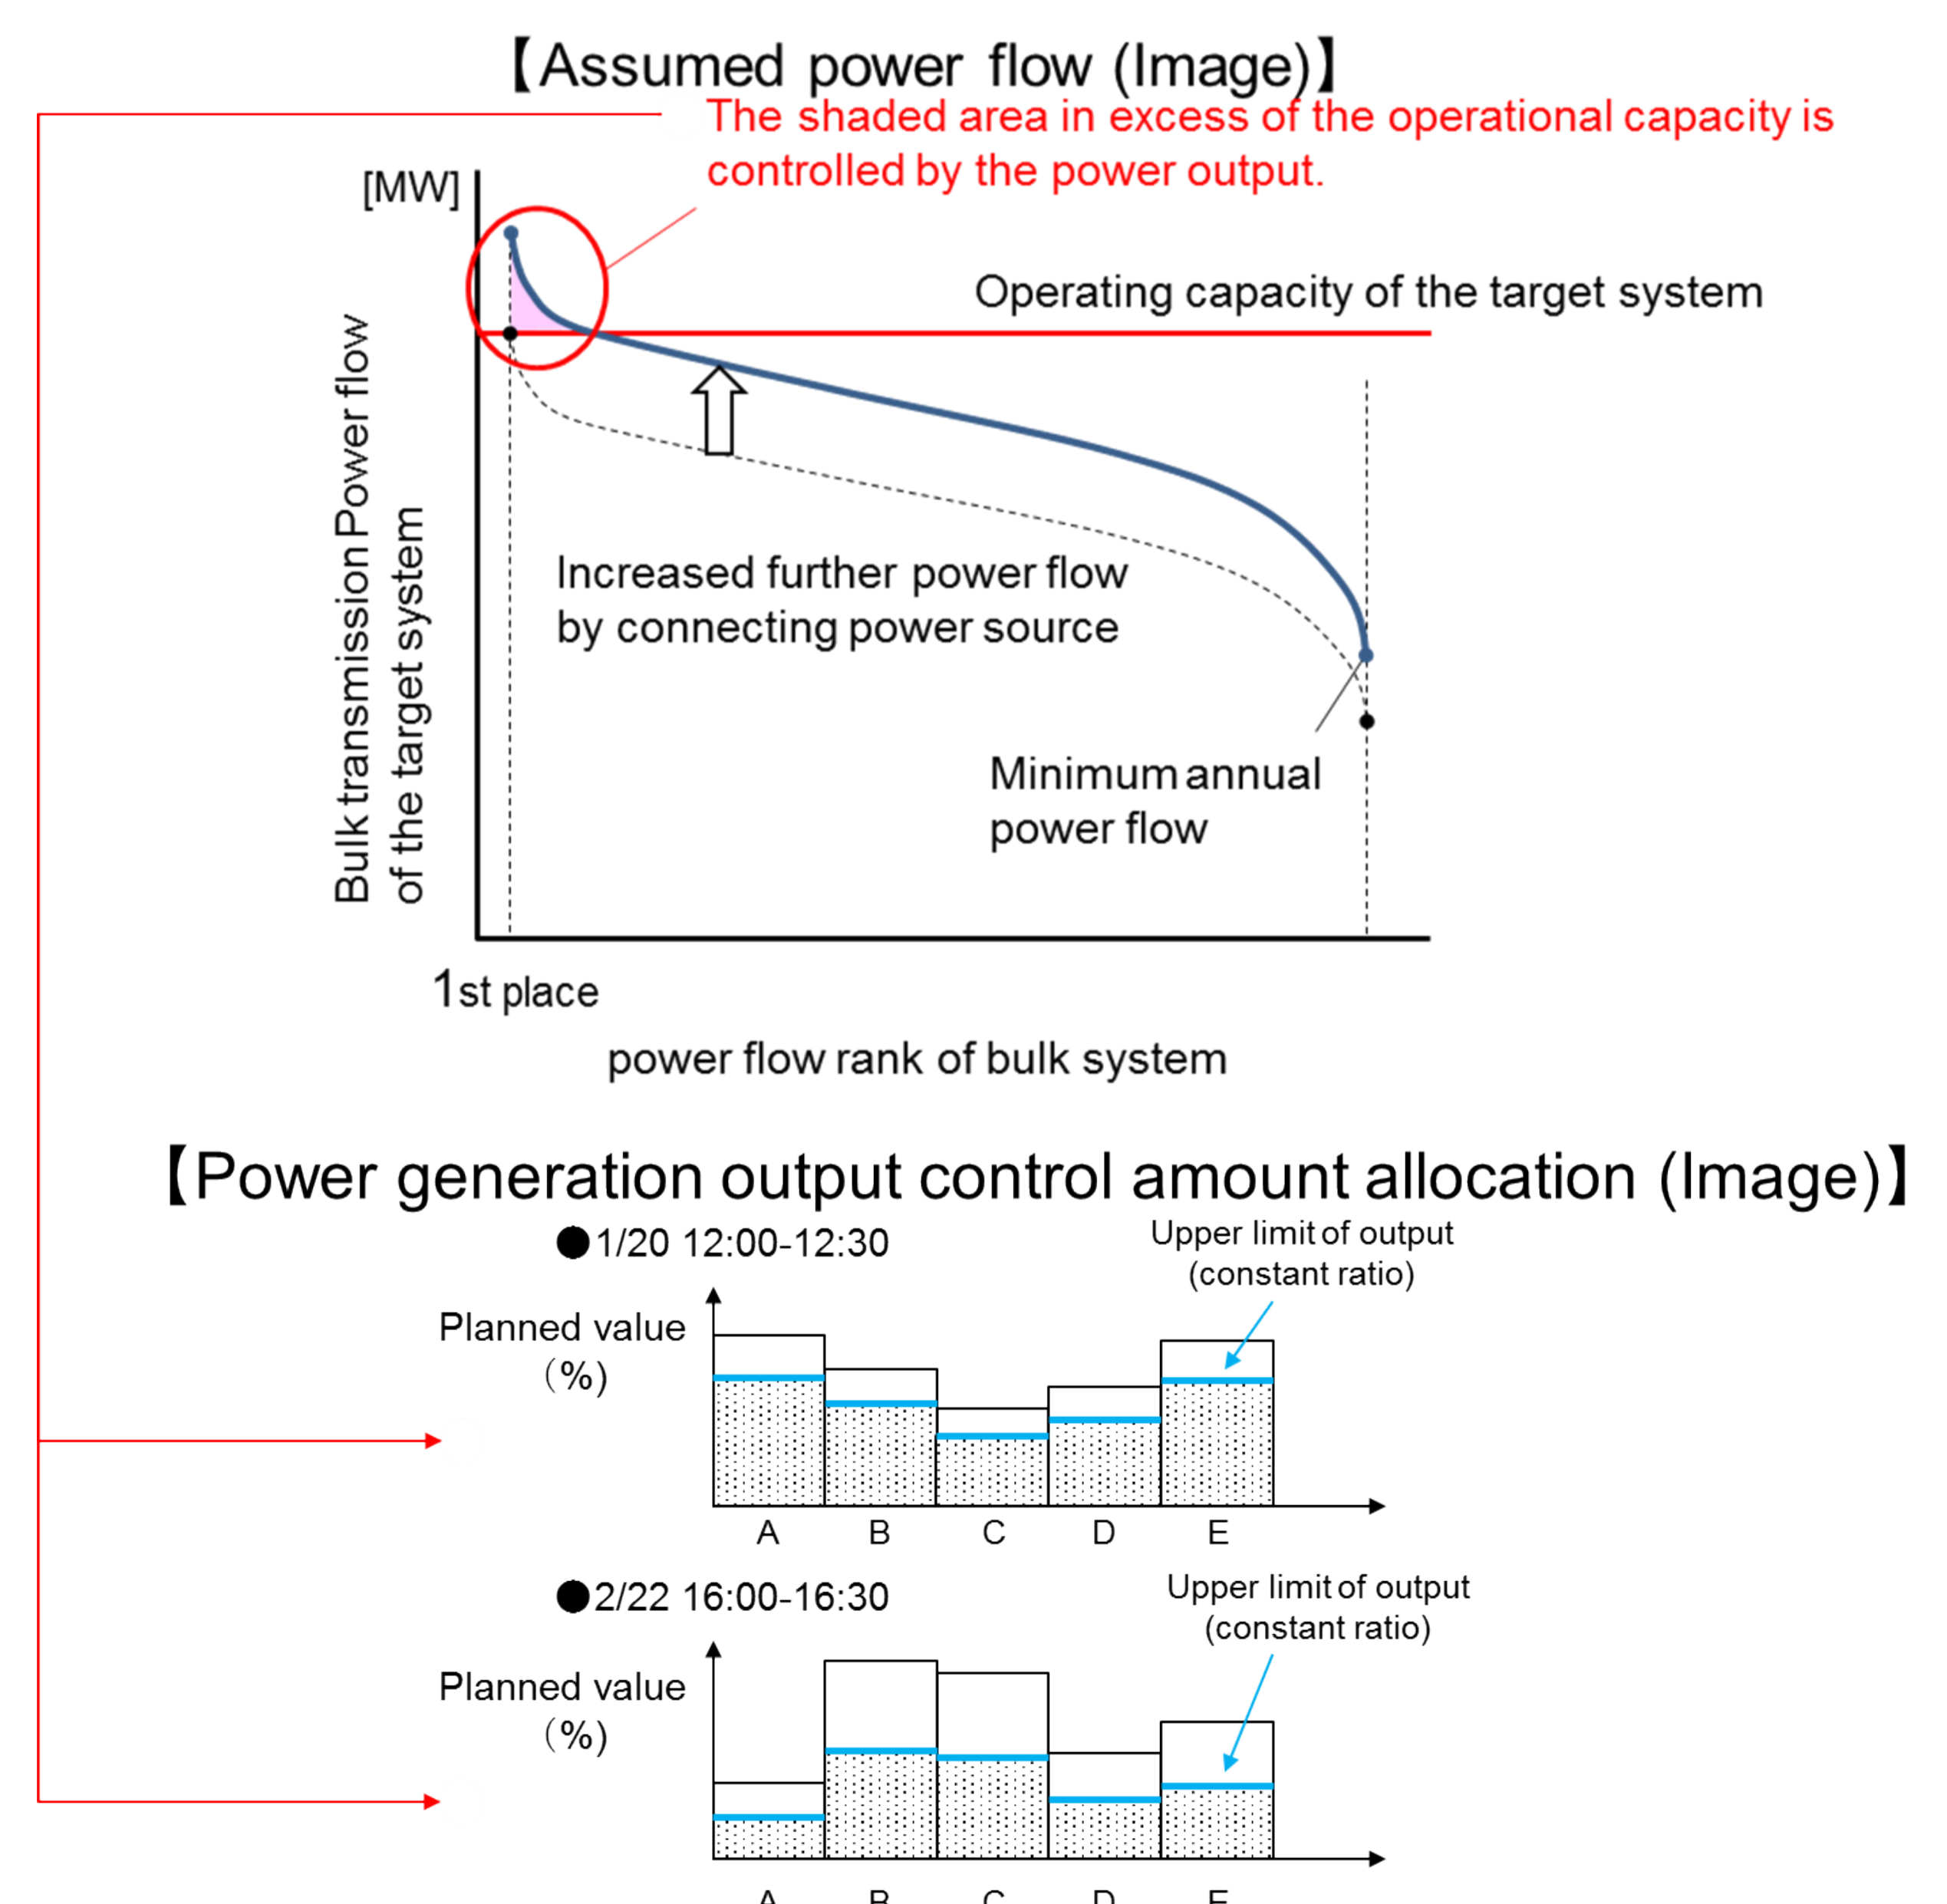 【Assumed power flow (Image)】
The shaded area in excess of the operational capacity is
controlled by the power output.
[MW]
Operating capacity of the target system
Bulk transmission Power flow
of the target system
Increased further power flow
by connecting power source
Minimum annual
power flow
1st place
power flow rank of bulk system
【Power generation output control amount allocation (Image)】
●1/20 12:00-12:30
Upper limit of output
(constant ratio)
Planned value
(%)
A B C D E
●2/22 16:00-16:30
Upper limit of output
(constant ratio)
Planned value
(%)
A B C D E